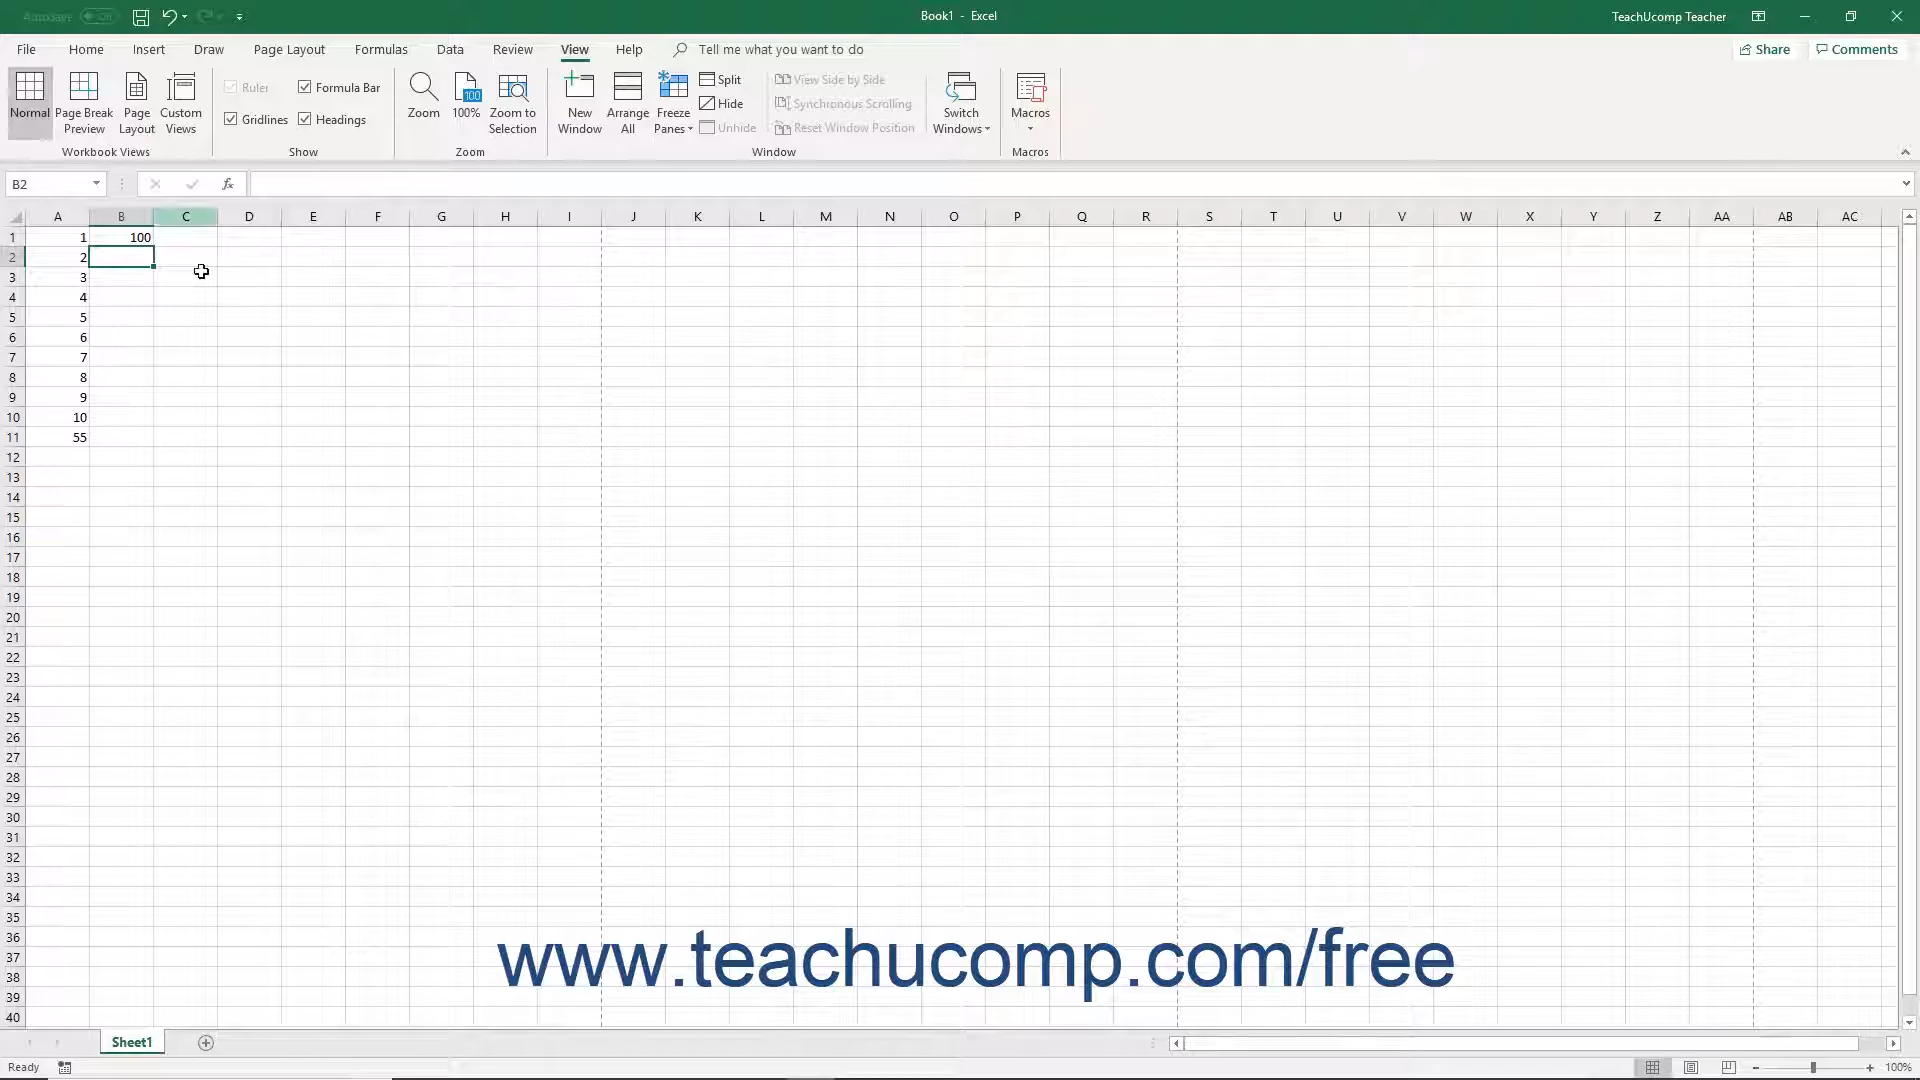 AutoSave Off Book1 - Excel TeachUcomp Teacher
File Home Insert Draw Page Layout Formulas Data Review View Help Tell me what you want to do Share Comments
Normal Page Break Preview Page Layout Custom Views
Workbook Views
Ruler Formula Bar
Gridlines Headings
Show
Zoom 100% Zoom to Selection
Zoom
New Window Arrange All Freeze Panes
Split
Hide
Unhide
View Side by Side
Synchronous Scrolling
Reset Window Position
Switch Windows
Window
Macros
Macros
B2 fx
A B C D E F G H I J K L M N O P Q R S T U V W X Y Z AA AB AC
1 1 100
2 2
3 3
4 4
5 5
6 6
7 7
8 8
9 9
10 10
11 55
12
13
14
15
16
17
18
19
20
21
22
23
24
25
26
27
28
29
30
31
32
33
34
35
36
37
38
39
40
www.teachucomp.com/free
Sheet1
Ready 100%